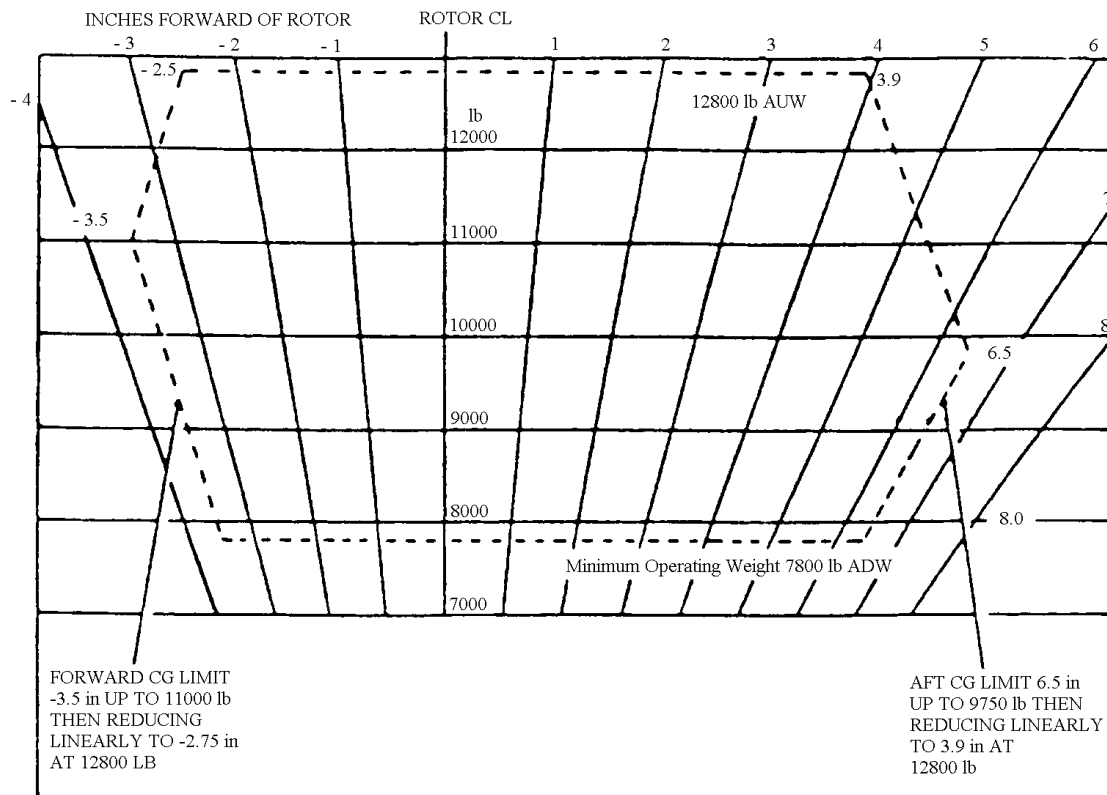 INCHES FORWARD OF ROTOR
ROTOR CL
- 3
- 2
- 1
1
2
3
4
5
6
- 2.5
3.9
- 4
12800 lb AUW
lb
12000
- 3.5
11000
10000
8
6.5
9000
8000
8.0
Minimum Operating Weight 7800 lb ADW
7000
FORWARD CG LIMIT
-3.5 in UP TO 11000 lb
THEN REDUCING
LINEARLY TO -2.75 in
AT 12800 LB
AFT CG LIMIT 6.5 in
UP TO 9750 lb THEN
REDUCING LINEARLY
TO 3.9 in AT
12800 lb